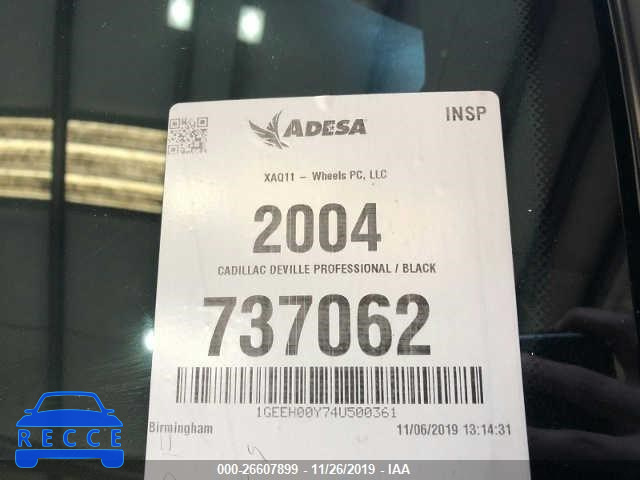 ADESA
INSP
XAQ11 – Wheels PC, LLC
2004
CADILLAC DEVILLE PROFESSIONAL / BLACK
737062
1GEEH00Y74U500361
Birmingham 11/06/2019 13:14:31
RECCE
000-26607899 - 11/26/2019 - IAA